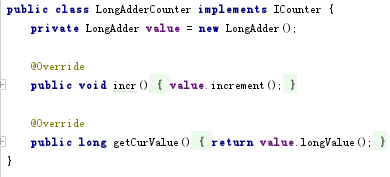 public class LongAdderCounter implements ICounter {
private LongAdder value = new LongAdder();
@Override
public void incr() { value.increment(); }
@Override
public long getCurValue() { return value.longValue(); }
}